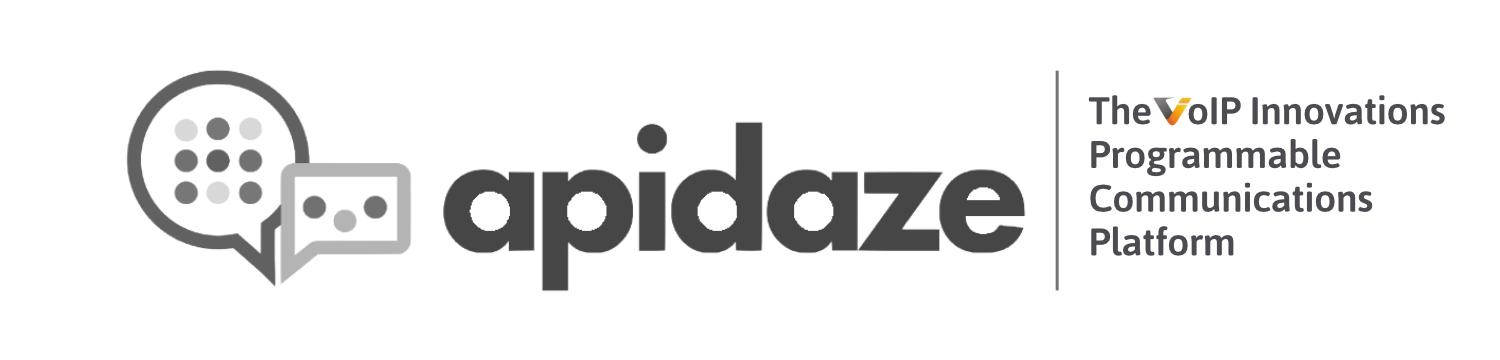 apidaze
The VoIP Innovations
Programmable
Communications
Platform